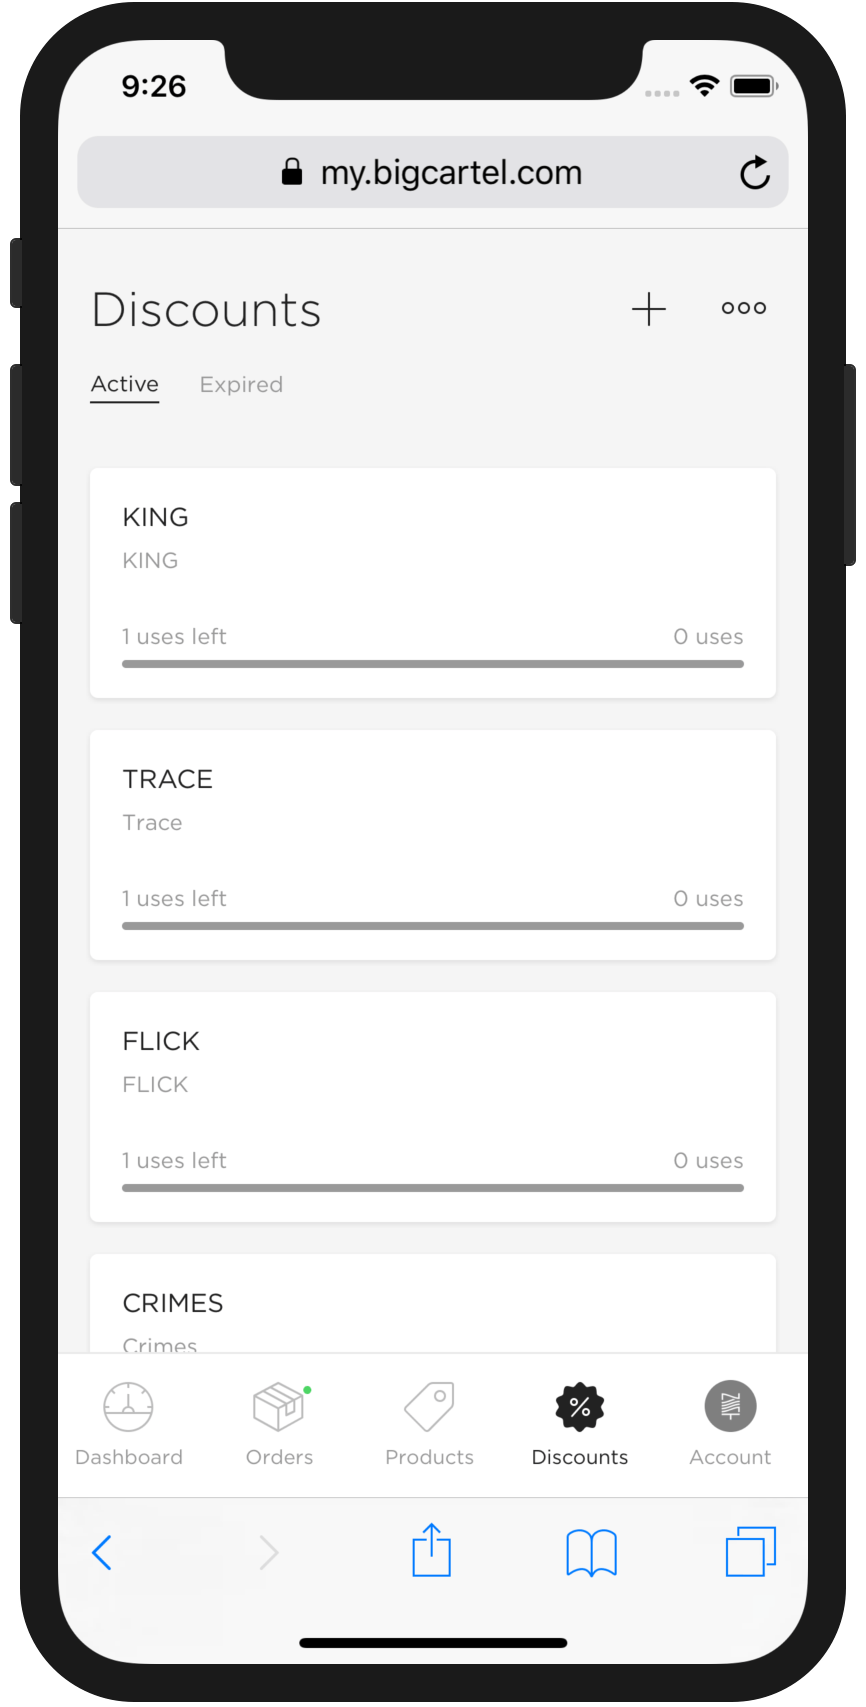 9:26
my.bigcartel.com
Discounts
Active Expired
KING
KING
1 uses left 0 uses
TRACE
Trace
1 uses left 0 uses
FLICK
FLICK
1 uses left 0 uses
CRIMES
Crimes
%
Dashboard Orders Products Discounts Account